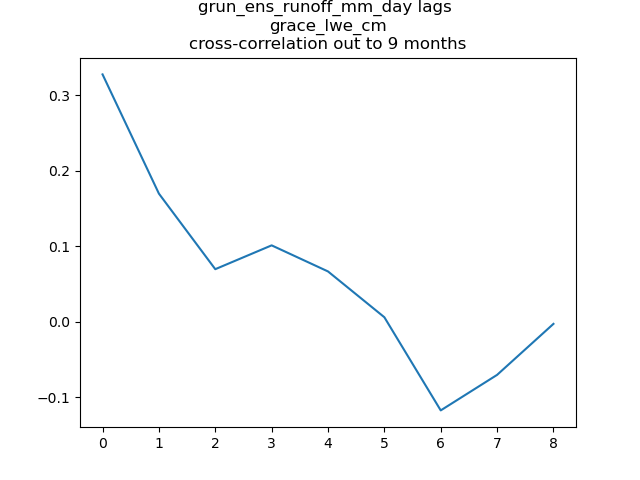 grun_ens_runoff_mm_day lags
grace_lwe_cm
cross-correlation out to 9 months
0.3
0.2
0.1
0.0
−0.1
0 1 2 3 4 5 6 7 8